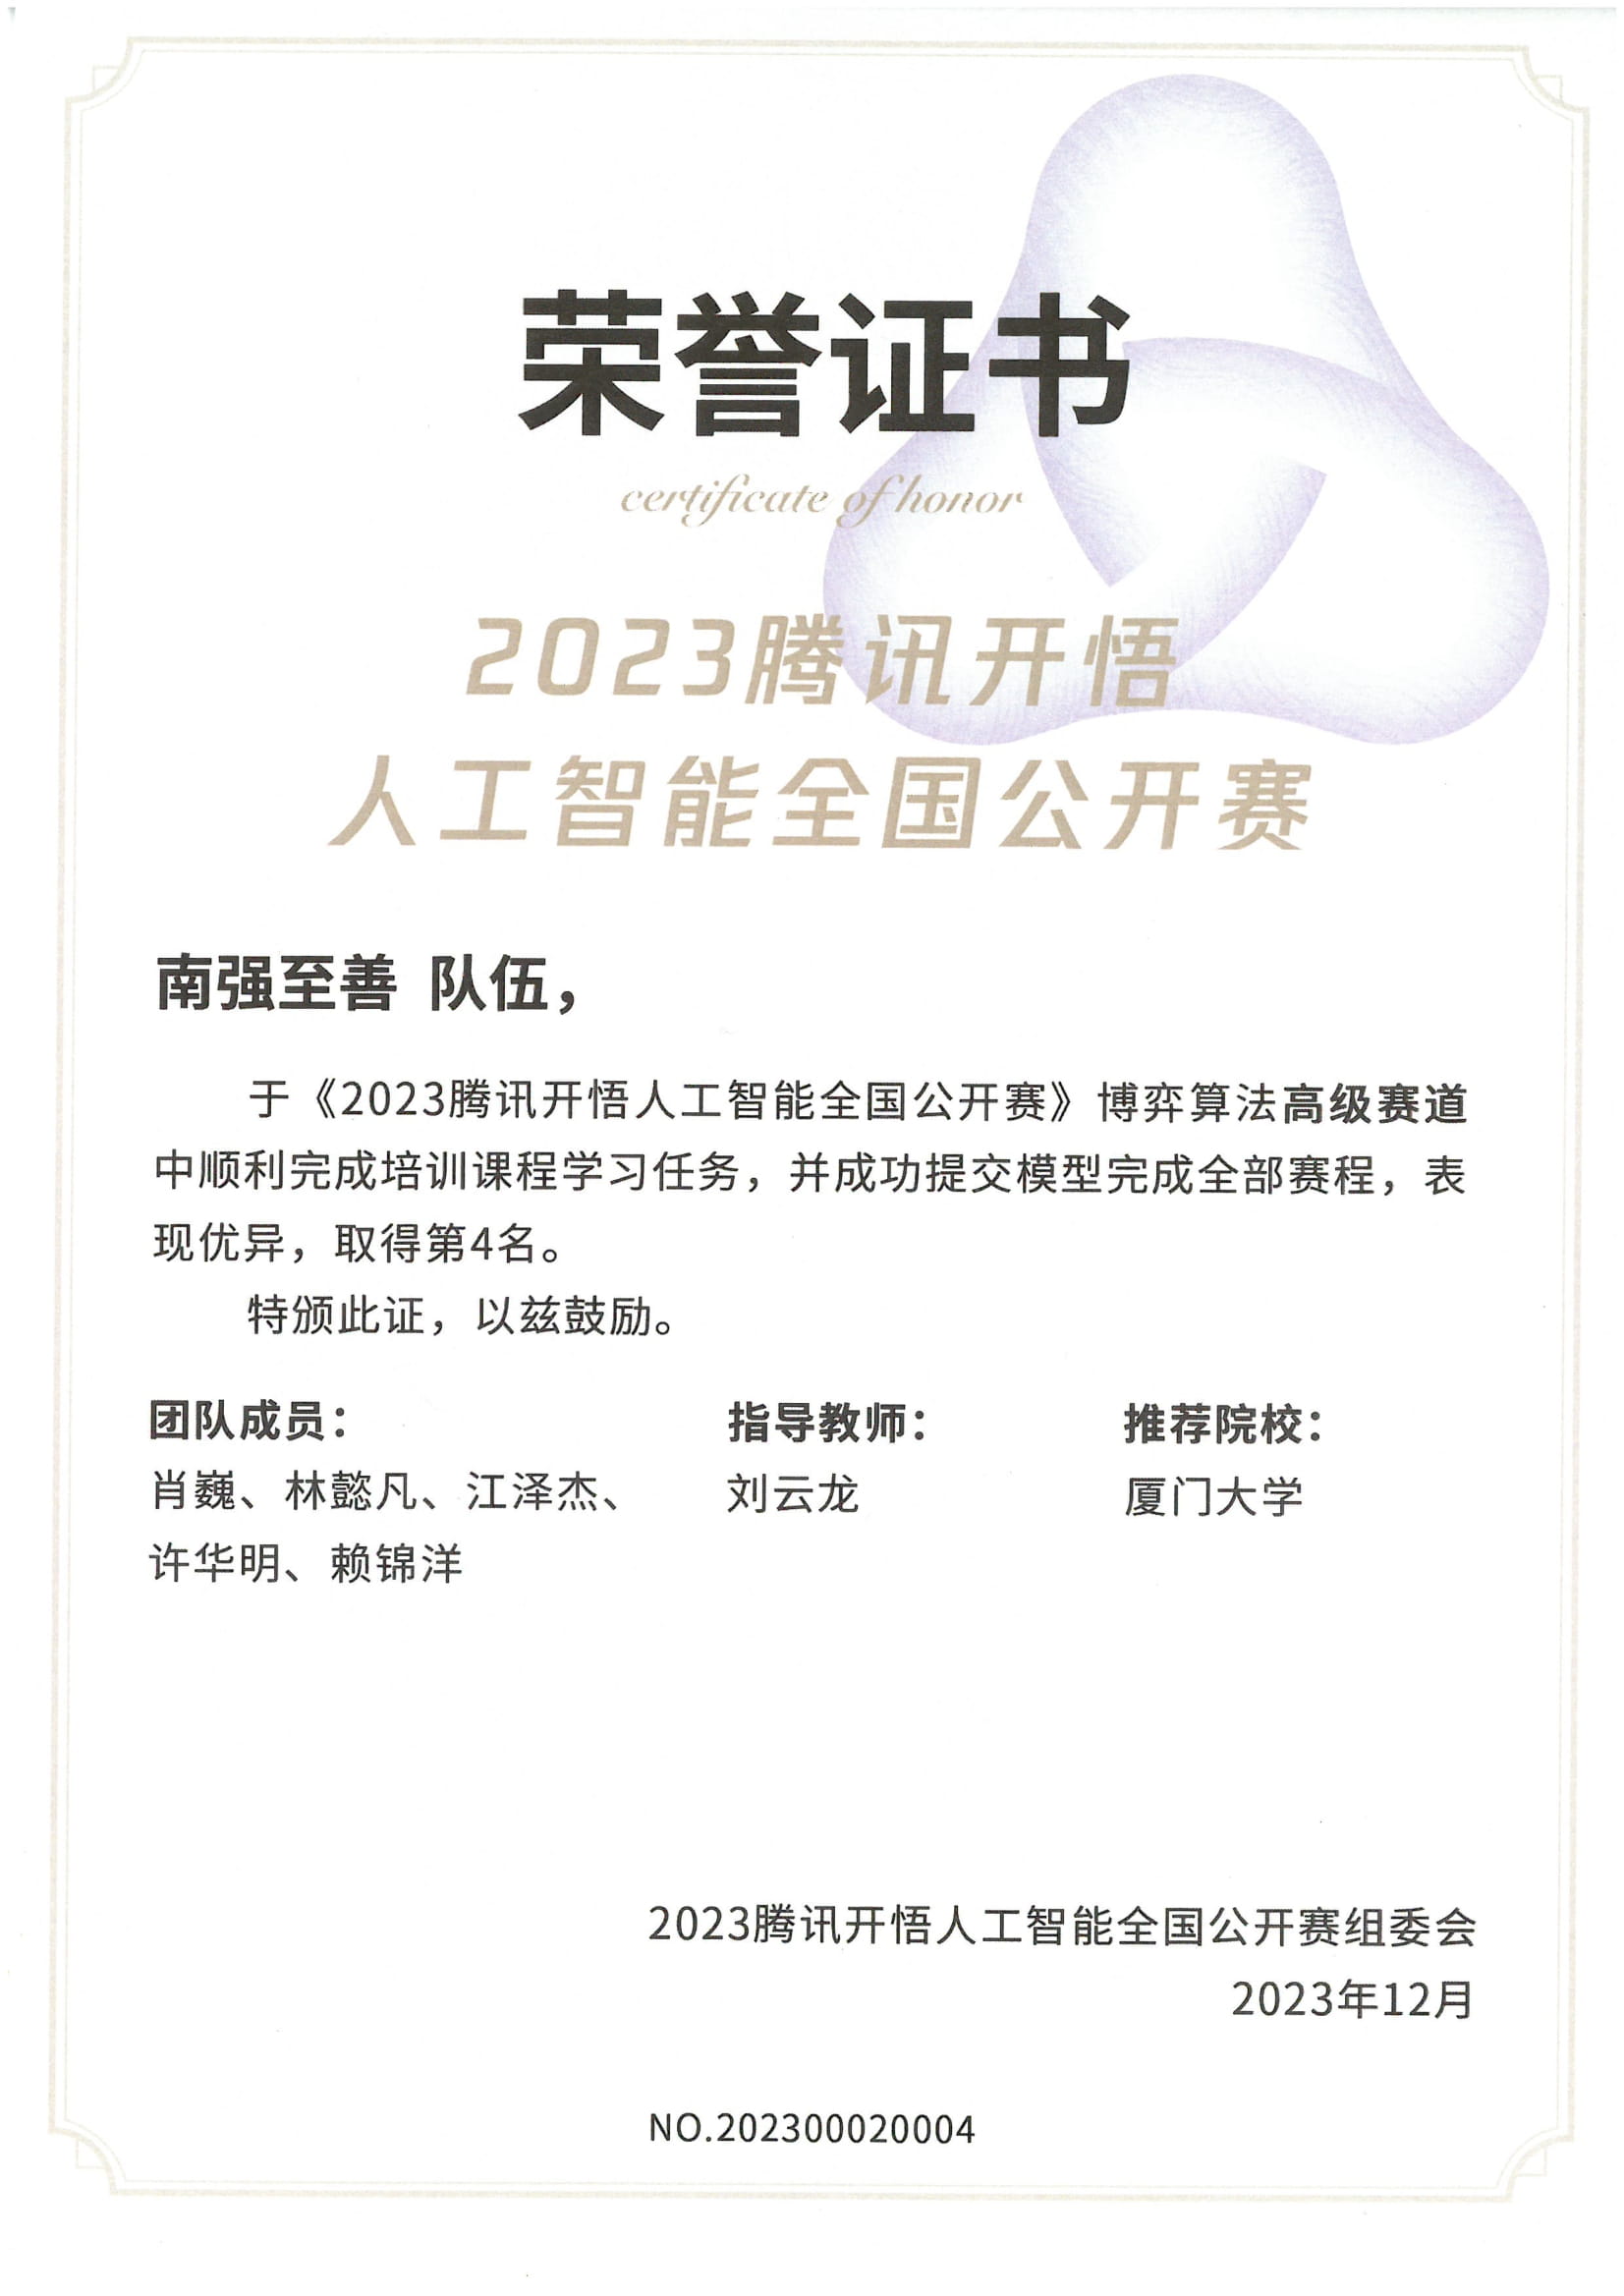 荣誉证书
certificate of honor
2023腾讯开悟
人工智能全国公开赛
南强至善 队伍，
于《2023腾讯开悟人工智能全国公开赛》博弈算法高级赛道
中顺利完成培训课程学习任务，并成功提交模型完成全部赛程，表
现优异，取得第4名。
特颁此证，以兹鼓励。
团队成员：
肖巍、林懿凡、江泽杰、
许华明、赖锦洋
指导教师：
刘云龙
推荐院校：
厦门大学
2023腾讯开悟人工智能全国公开赛组委会
2023年12月
NO.202300020004